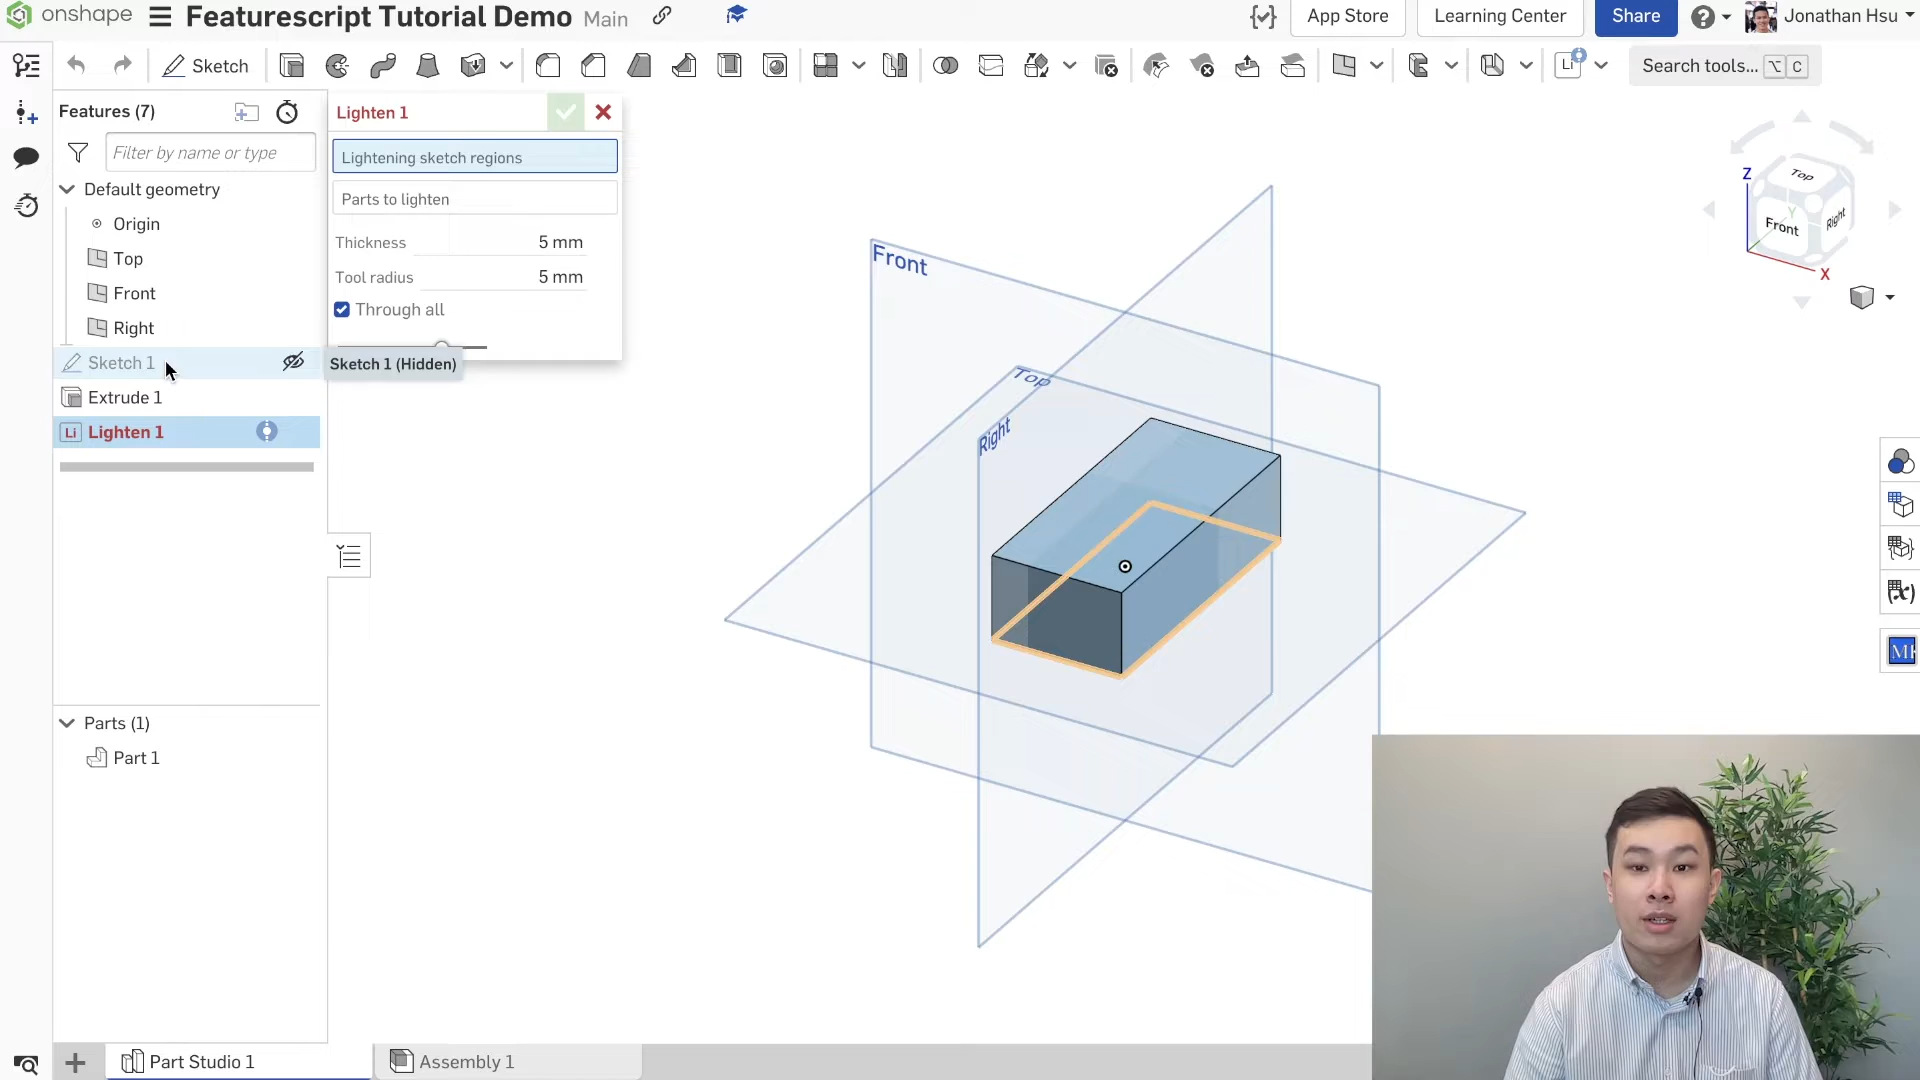 onshape
Featurescript Tutorial Demo Main
App Store
Learning Center
Share
Jonathan Hsu
Sketch
Li
Search tools... ⌥ C
Features (7)
Filter by name or type
Default geometry
Origin
Top
Front
Right
Sketch 1
Extrude 1
Li Lighten 1
Lighten 1
Lightening sketch regions
Parts to lighten
Thickness 5 mm
Tool radius 5 mm
Through all
Sketch 1 (Hidden)
Front
Top
Right
Z
Top
Front
Y
Right
X
(x)
Parts (1)
Part 1
Part Studio 1
Assembly 1